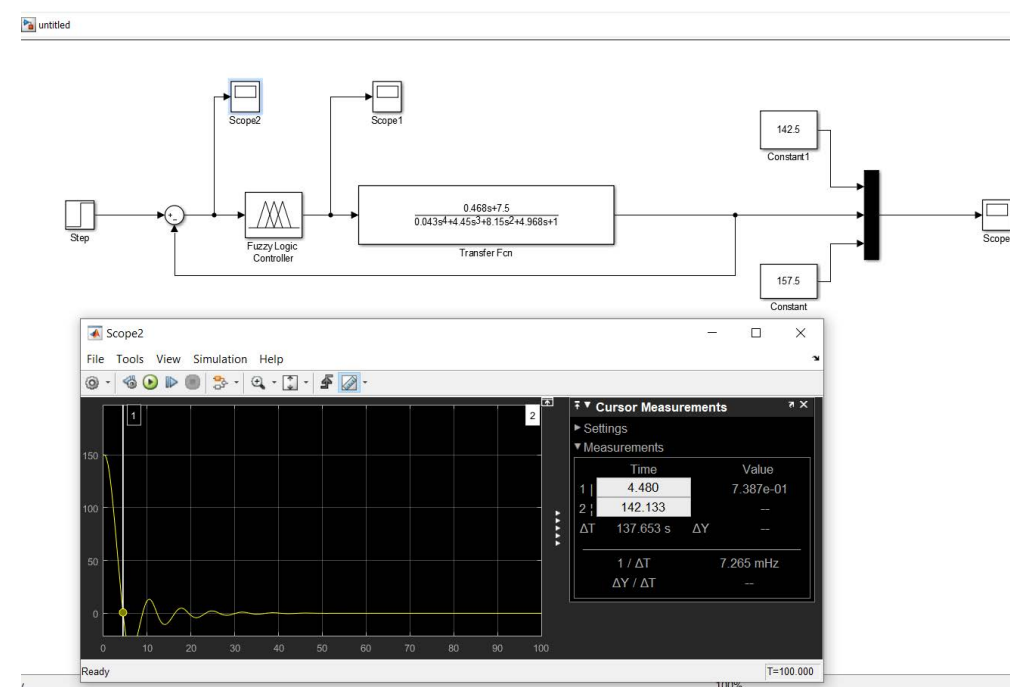 untitled
Scope2
Scope1
142.5
Constant1
+
-
0.468s+7.5
0.043s⁴+4.45s³+8.15s²+4.968s+1
Step
Fuzzy Logic
Controller
Transfer Fcn
Scope
157.5
Constant
Scope2
File Tools View Simulation Help
1
2
150
100
50
0
0 10 20 30 40 50 60 70 80 90 100
Cursor Measurements
Settings
Measurements
Time Value
1 4.480 7.387e-01
2 142.133 --
ΔT 137.653 s ΔY --
1 / ΔT 7.265 mHz
ΔY / ΔT --
Ready T=100.000
100%